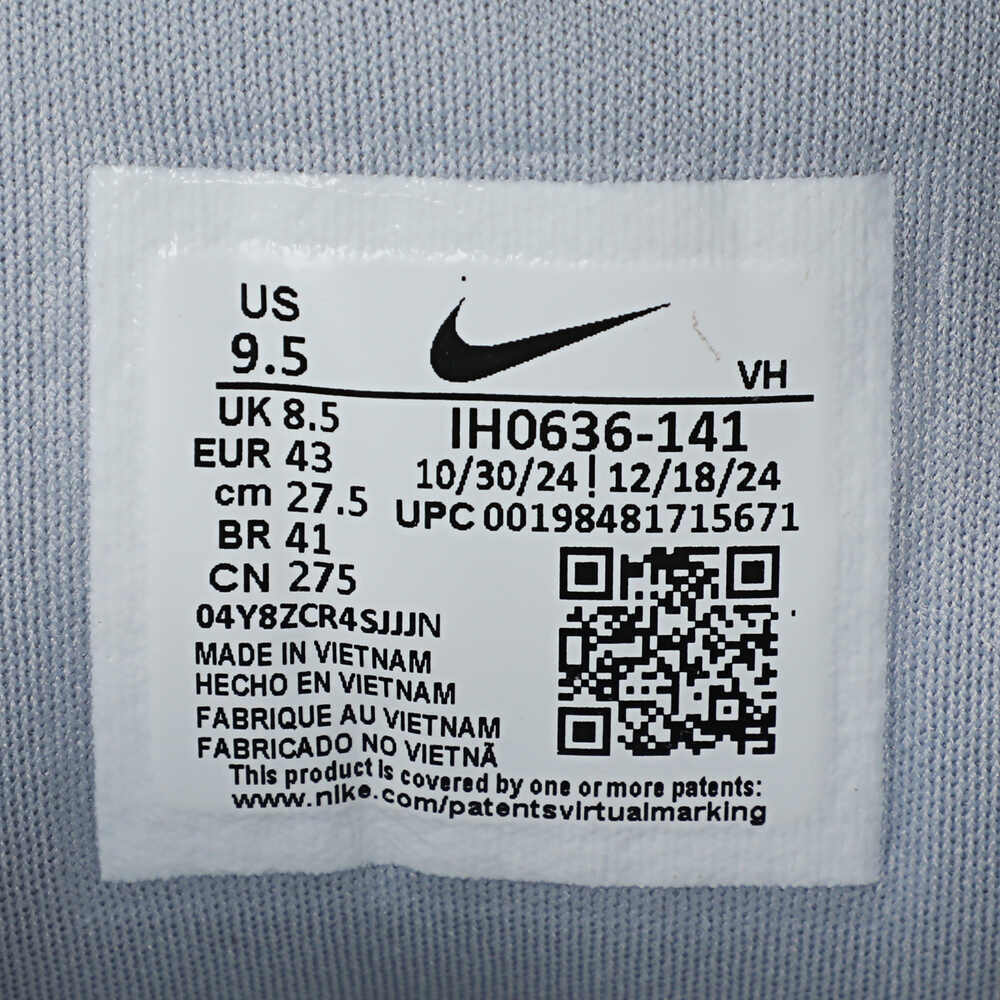 US
9.5
VH
UK 8.5
EUR 43
cm 27.5
BR 41
CN 275
IH0636-141
10/30/24 | 12/18/24
UPC 00198481715671
04Y8ZCR4SJJJN
MADE IN VIETNAM
HECHO EN VIETNAM
FABRIQUE AU VIETNAM
FABRICADO NO VIETNÃ
This product is covered by one or more patents:
www.nike.com/patentsvirtualmarking